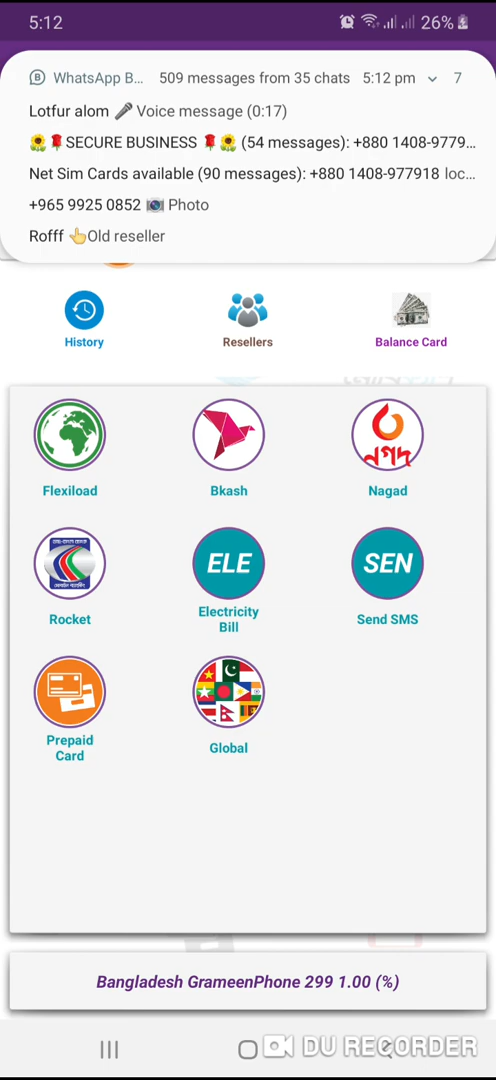 5:12
26%
WhatsApp B... 509 messages from 35 chats 5:12 pm 7
Lotfur alom 🎤 Voice message (0:17)
🌻🌹SECURE BUSINESS 🌹🌻 (54 messages): +880 1408-9779...
Net Sim Cards available (90 messages): +880 1408-977918 loc...
+965 9925 0852 📷 Photo
Rofff 👆Old reseller
History
Resellers
Balance Card
Flexiload
Bkash
নগদ
Nagad
Rocket
ELE
Electricity
Bill
SEN
Send SMS
Prepaid
Card
Global
Bangladesh GrameenPhone 299 1.00 (%)
DU RECORDER